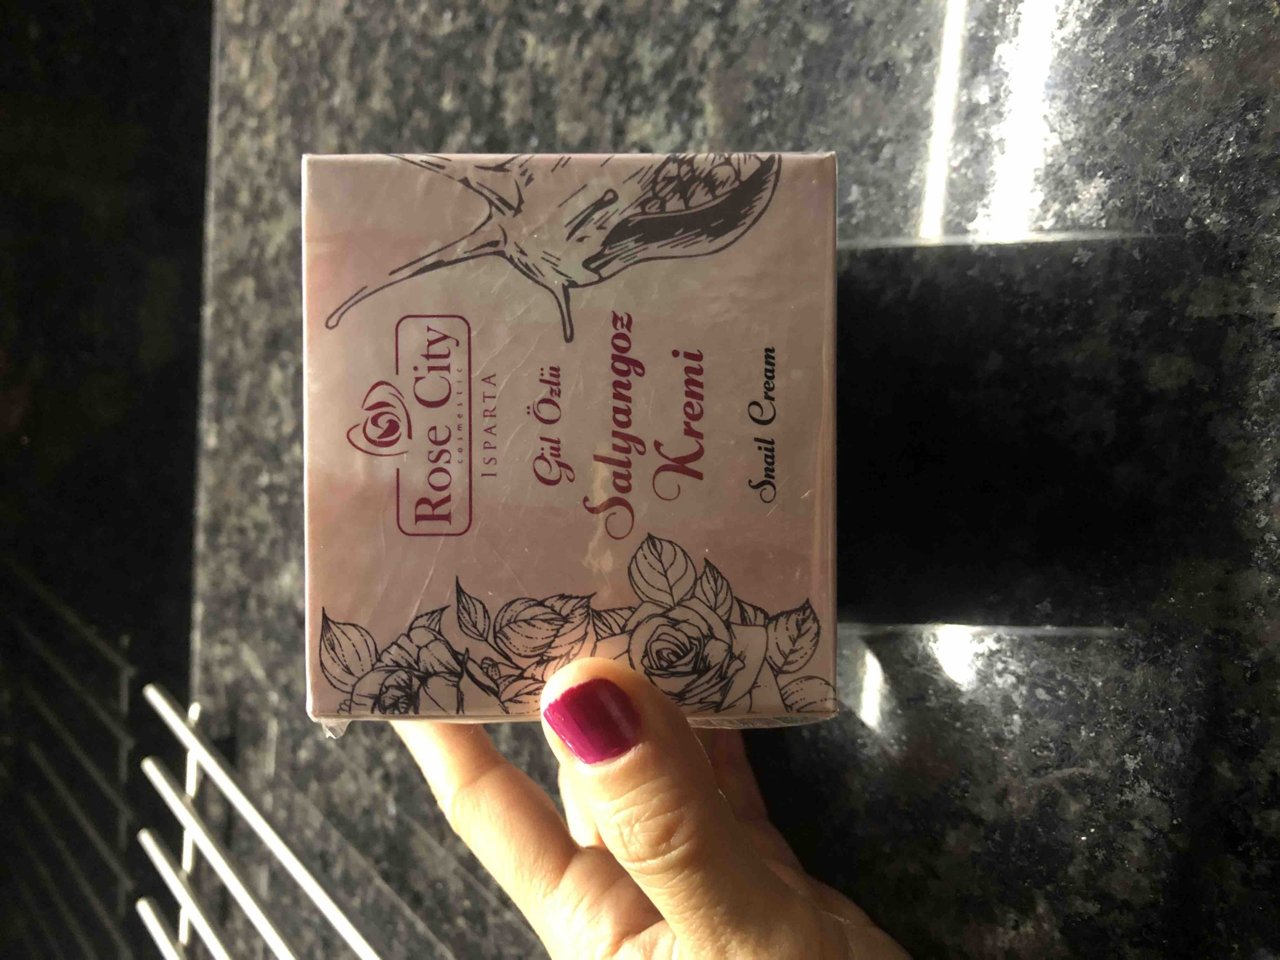 Rose City
cosmetic
ISPARTA
Gül Özlü
Salyangoz
Kremi
Snail Cream